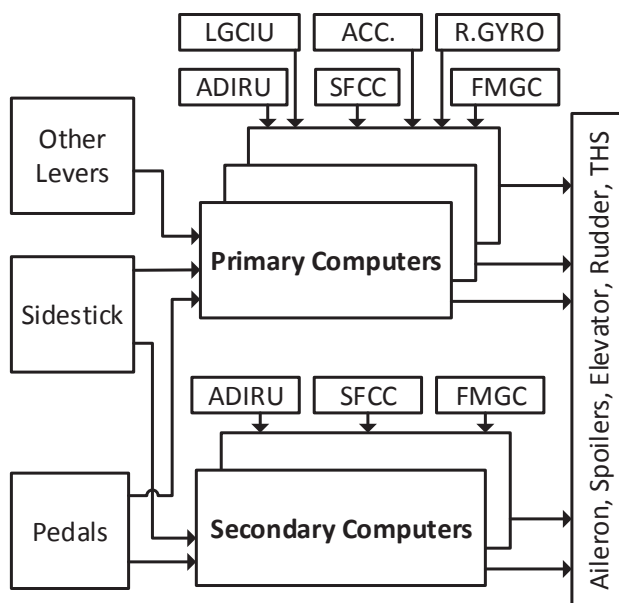 LGCIU
ACC.
R.GYRO
ADIRU
SFCC
FMGC
Other
Levers
Primary Computers
Sidestick
ADIRU
SFCC
FMGC
Pedals
Secondary Computers
Aileron, Spoilers, Elevator, Rudder, THS